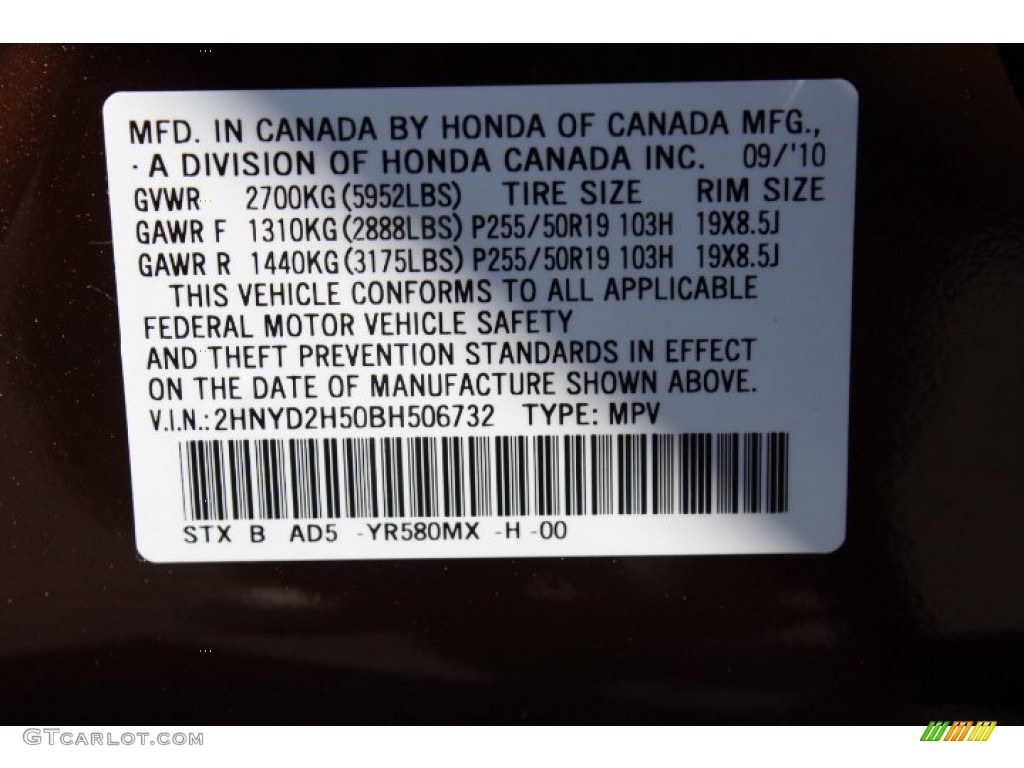 MFD. IN CANADA BY HONDA OF CANADA MFG.,
· A DIVISION OF HONDA CANADA INC. 09/'10
GVWR 2700KG (5952LBS) TIRE SIZE RIM SIZE
GAWR F 1310KG (2888LBS) P255/50R19 103H 19X8.5J
GAWR R 1440KG (3175LBS) P255/50R19 103H 19X8.5J
THIS VEHICLE CONFORMS TO ALL APPLICABLE
FEDERAL MOTOR VEHICLE SAFETY
AND THEFT PREVENTION STANDARDS IN EFFECT
ON THE DATE OF MANUFACTURE SHOWN ABOVE.
V.I.N.: 2HNYD2H50BH506732 TYPE: MPV
STX B AD5 -YR580MX -H -00
GTCARLOT.COM